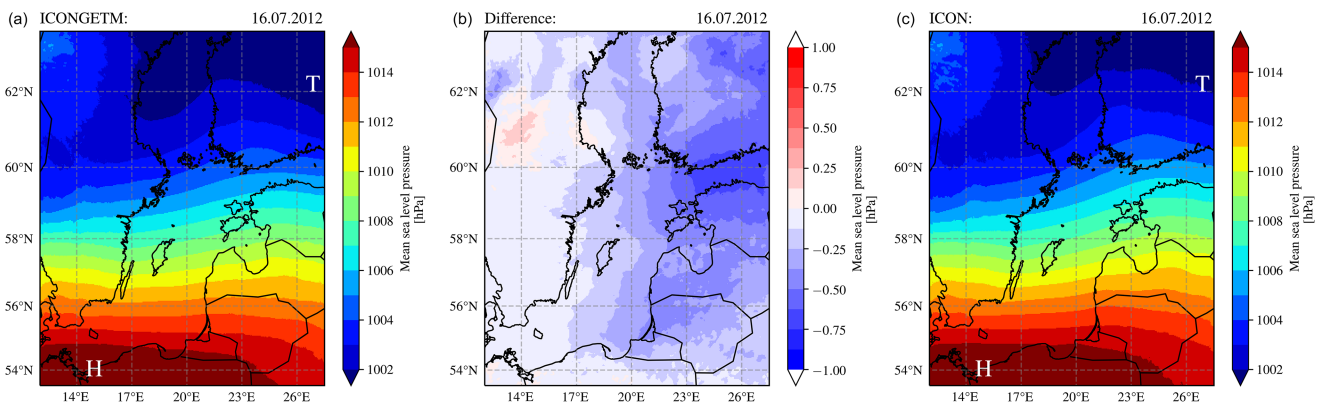 (a) ICONGETM: 16.07.2012
62°N
60°N
58°N
56°N
54°N
14°E 17°E 20°E 23°E 26°E
T
H
1014
1012
1010
1008
1006
1004
1002
Mean sea level pressure
[hPa]
(b) Difference: 16.07.2012
62°N
60°N
58°N
56°N
54°N
14°E 17°E 20°E 23°E 26°E
1.00
0.75
0.50
0.25
0.00
−0.25
−0.50
−0.75
−1.00
Mean sea level pressure
[hPa]
(c) ICON: 16.07.2012
62°N
60°N
58°N
56°N
54°N
14°E 17°E 20°E 23°E 26°E
T
H
1014
1012
1010
1008
1006
1004
1002
Mean sea level pressure
[hPa]